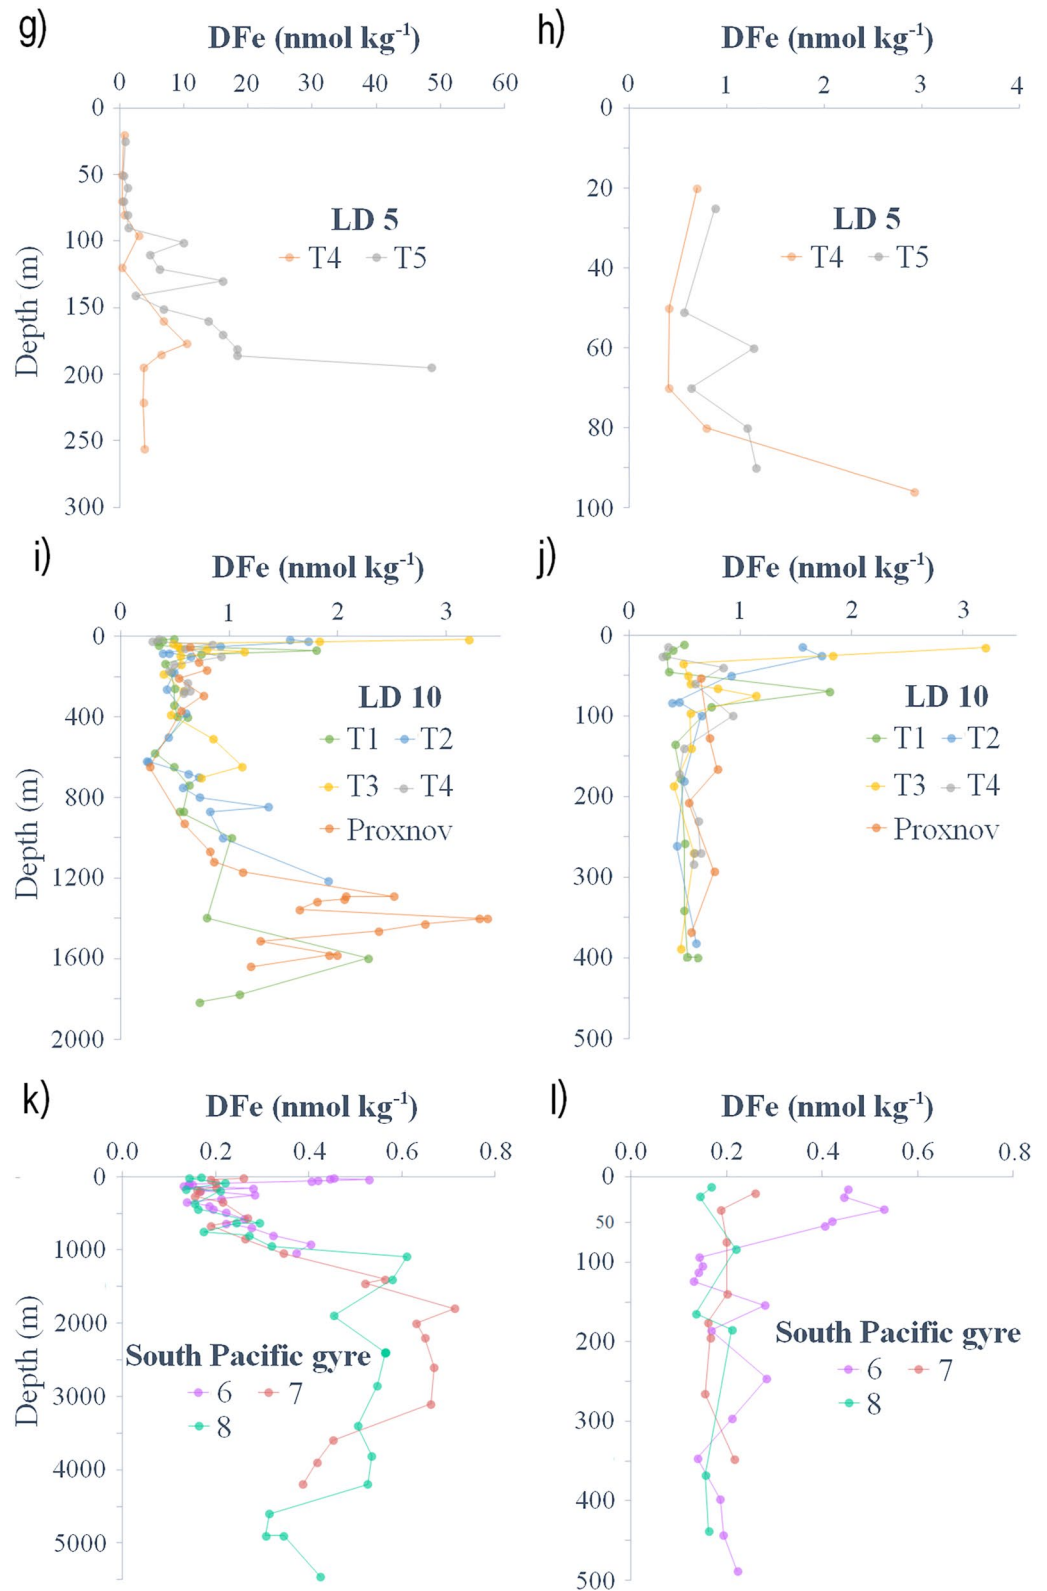 g) DFe (nmol kg⁻¹)
0 10 20 30 40 50 60
0
50
100
150
200
250
300
Depth (m)
LD 5
T4 T5
h) DFe (nmol kg⁻¹)
0 1 2 3 4
0
20
40
60
80
100
LD 5
T4 T5
i) DFe (nmol kg⁻¹)
0 1 2 3
0
400
800
1200
1600
2000
Depth (m)
LD 10
T1 T2
T3 T4
Proxnov
j) DFe (nmol kg⁻¹)
0 1 2 3
0
100
200
300
400
500
LD 10
T1 T2
T3 T4
Proxnov
k) DFe (nmol kg⁻¹)
0.0 0.2 0.4 0.6 0.8
0
1000
2000
3000
4000
5000
Depth (m)
South Pacific gyre
6 7
8
l) DFe (nmol kg⁻¹)
0.0 0.2 0.4 0.6 0.8
0
50
100
200
300
400
500
South Pacific gyre
6 7
8